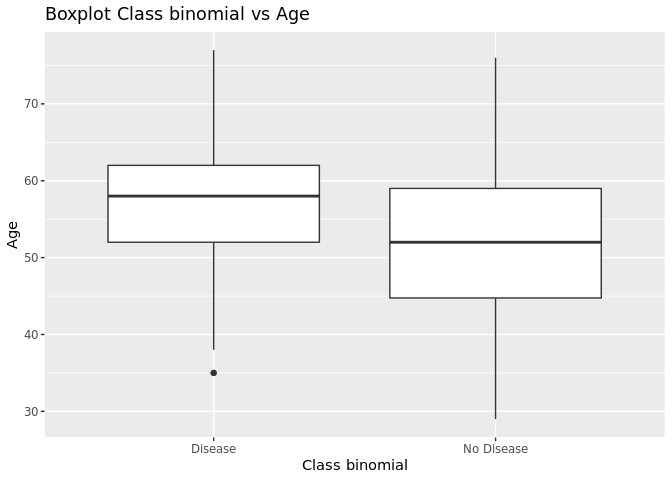 Boxplot Class binomial vs Age
70
60
50
40
30
Age
Disease
No Disease
Class binomial